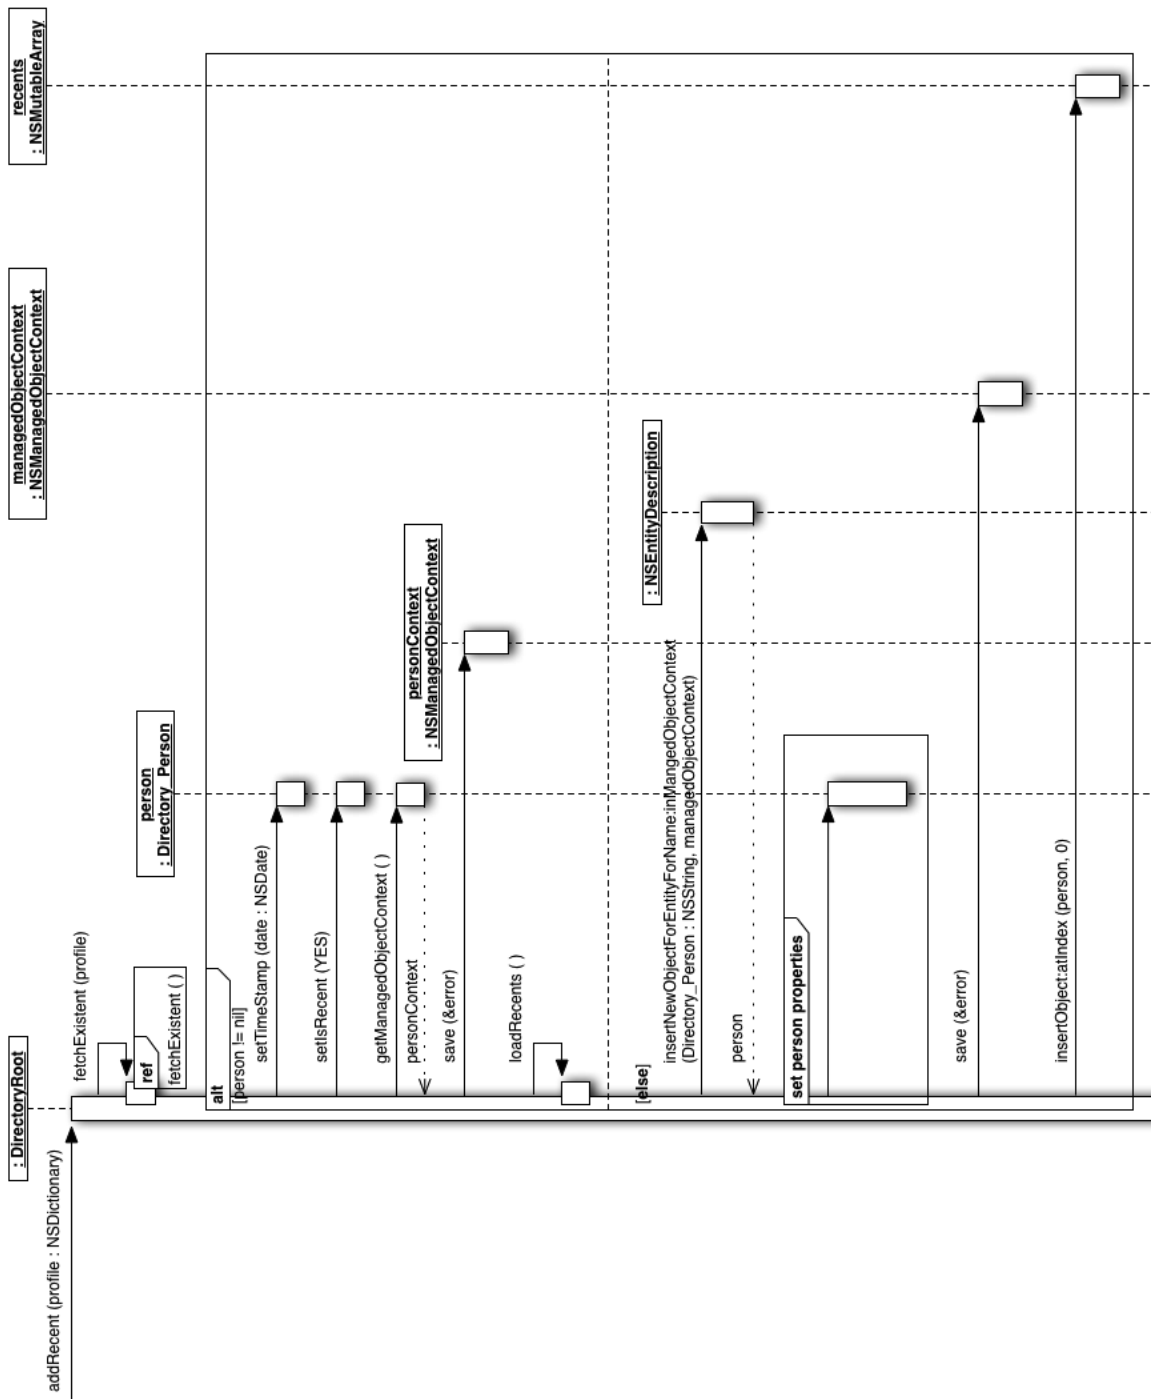 : DirectoryRoot
managedObjectContext
: NSManagedObjectContext
recents
: NSMutableArray
addRecent (profile : NSDictionary)
fetchExistent (profile)
ref
fetchExistent ( )
person
: Directory_Person
alt
[person != nil]
setTimeStamp (date : NSDate)
setIsRecent (YES)
getManagedObjectContext ( )
personContext
personContext
: NSManagedObjectContext
save (&error)
loadRecents ( )
[else]
: NSEntityDescription
insertNewObjectForEntityForName:inMangedObjectContext
(Directory_Person : NSString, managedObjectContext)
person
set person properties
save (&error)
insertObject:atIndex (person, 0)